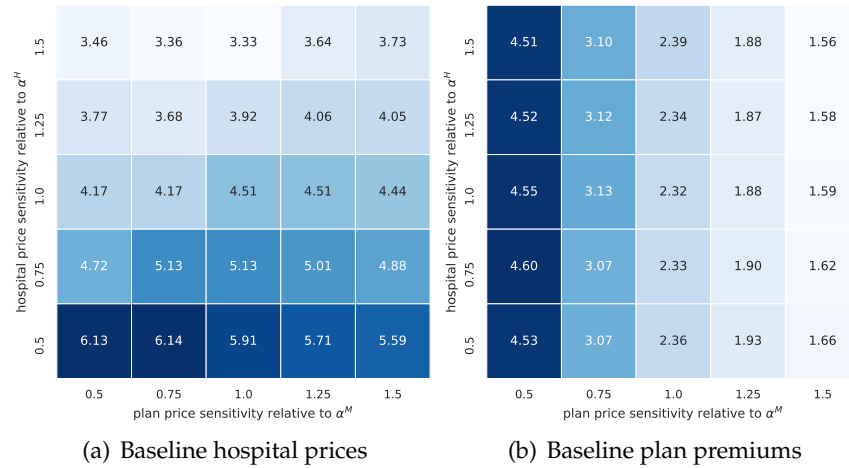 hospital price sensitivity relative to α^H
1.5 3.46 3.36 3.33 3.64 3.73
1.25 3.77 3.68 3.92 4.06 4.05
1.0 4.17 4.17 4.51 4.51 4.44
0.75 4.72 5.13 5.13 5.01 4.88
0.5 6.13 6.14 5.91 5.71 5.59
0.5 0.75 1.0 1.25 1.5
plan price sensitivity relative to α^M
(a) Baseline hospital prices
hospital price sensitivity relative to α^H
1.5 4.51 3.10 2.39 1.88 1.56
1.25 4.52 3.12 2.34 1.87 1.58
1.0 4.55 3.13 2.32 1.88 1.59
0.75 4.60 3.07 2.33 1.90 1.62
0.5 4.53 3.07 2.36 1.93 1.66
0.5 0.75 1.0 1.25 1.5
plan price sensitivity relative to α^M
(b) Baseline plan premiums